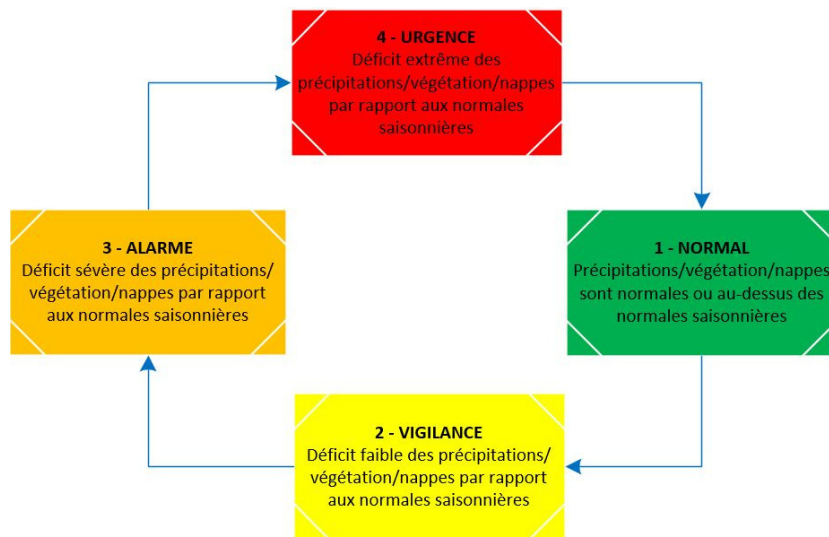 4 - URGENCE
Déficit extrême des
précipitations/végétation/nappes
par rapport aux normales
saisonnières
3 - ALARME
Déficit sévère des précipitations/
végétation/nappes par rapport
aux normales saisonnières
1 - NORMAL
Précipitations/végétation/nappes
sont normales ou au-dessus des
normales saisonnières
2 - VIGILANCE
Déficit faible des précipitations/
végétation/nappes par rapport
aux normales saisonnières